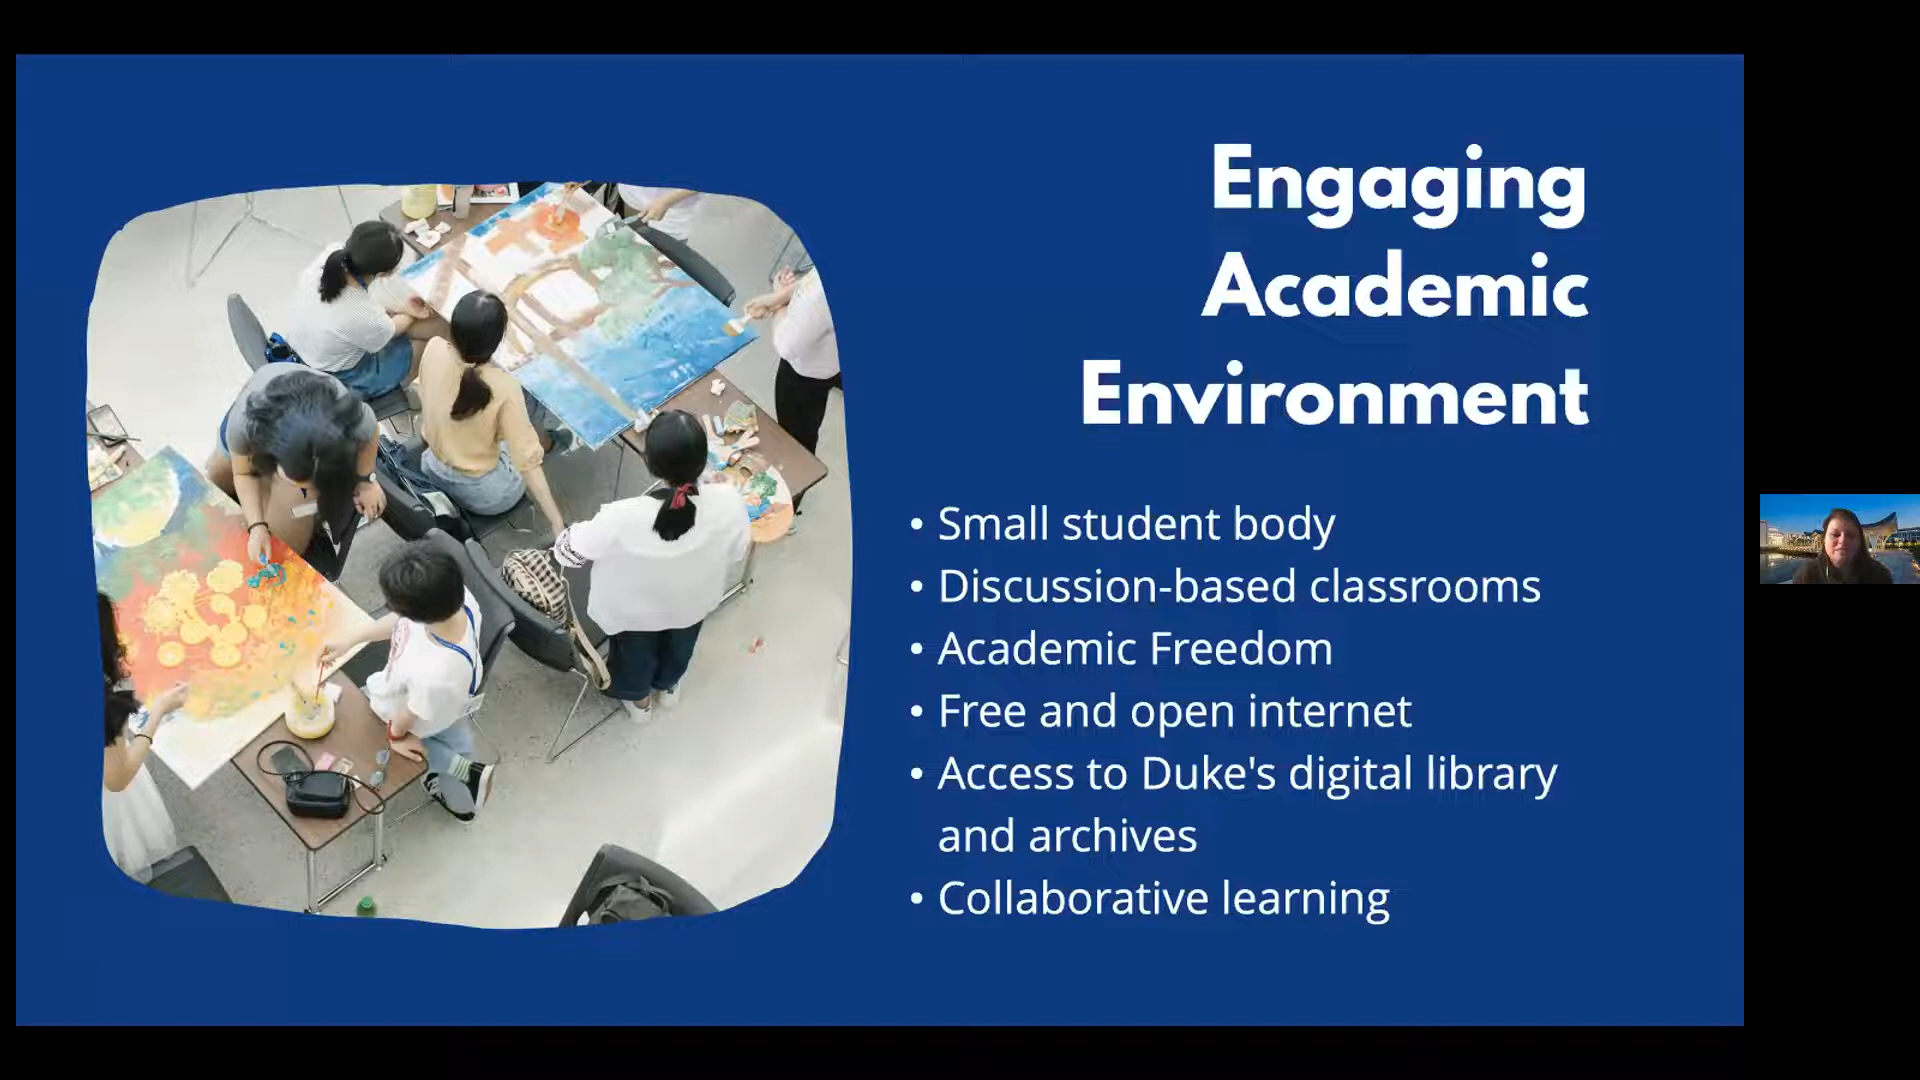 Engaging
Academic
Environment
• Small student body
• Discussion-based classrooms
• Academic Freedom
• Free and open internet
• Access to Duke's digital library
and archives
• Collaborative learning